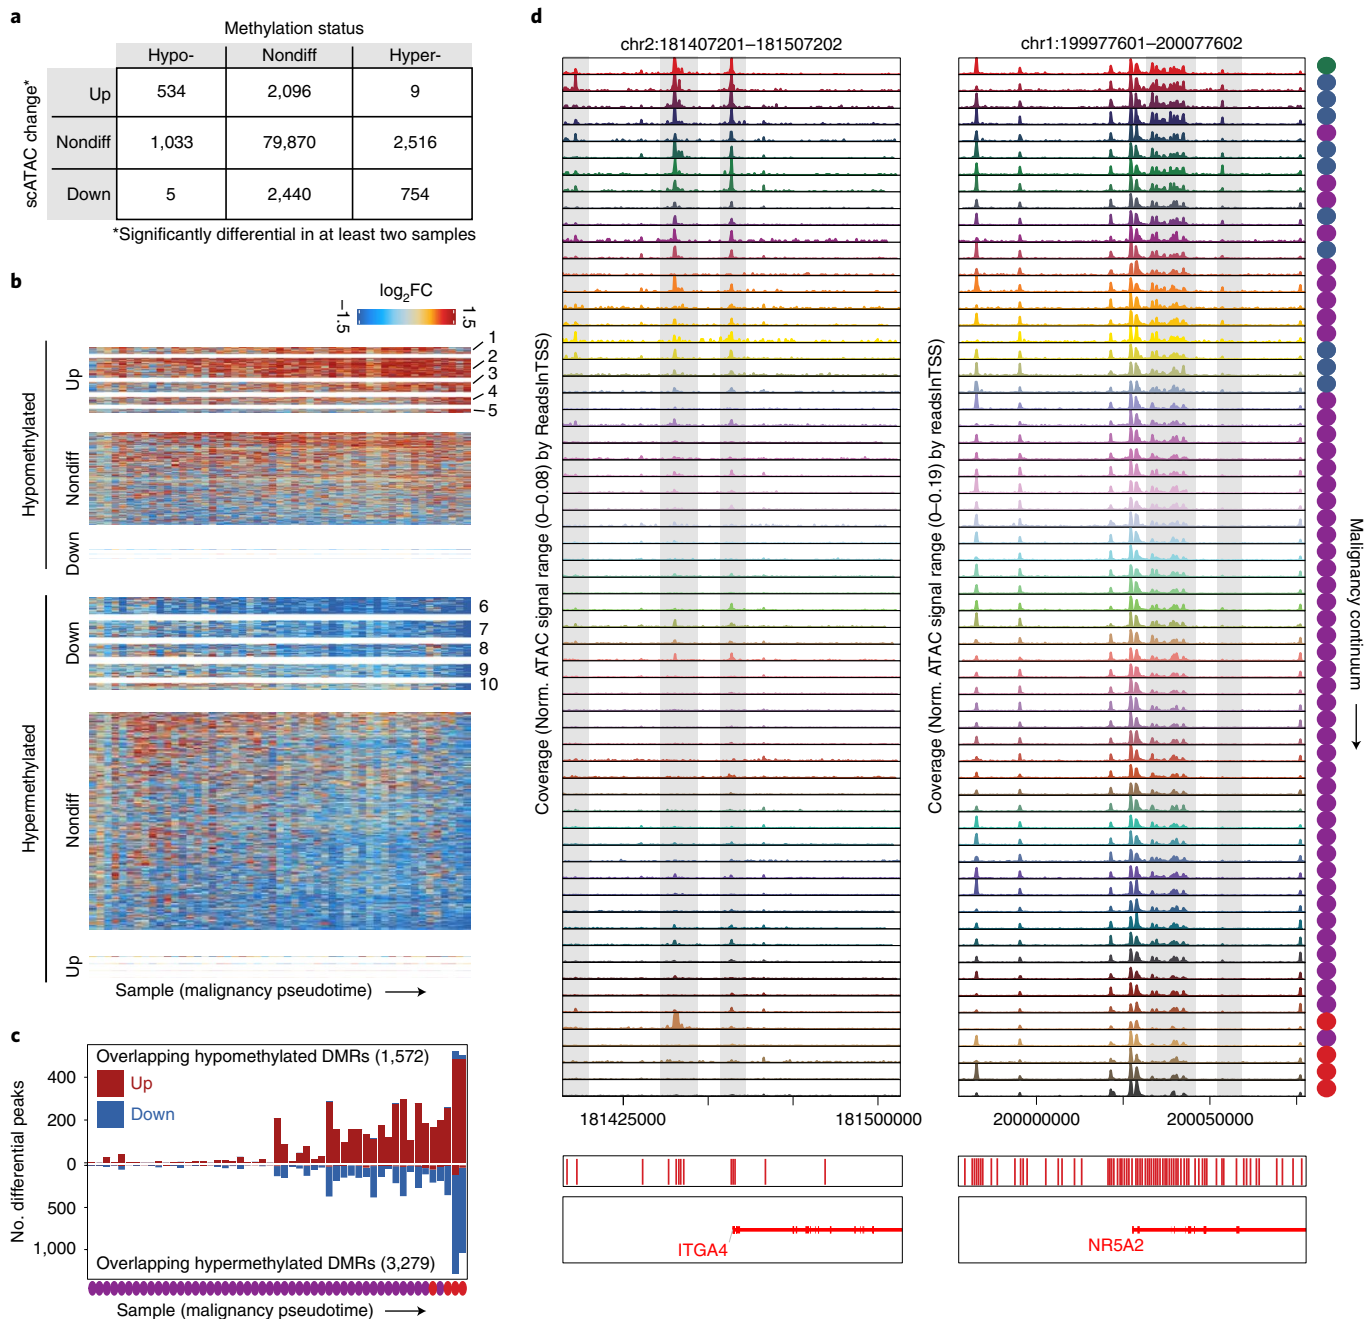 a
Methylation status
Hypo-
Nondiff
Hyper-
scATAC change*
Up
534
2,096
9
Nondiff
1,033
79,870
2,516
Down
5
2,440
754
*Significantly differential in at least two samples
b
log2FC
–1.5
1.5
Hypomethylated
Up
1
2
3
4
5
Nondiff
Down
Hypermethylated
Down
6
7
8
9
10
Nondiff
Up
Sample (malignancy pseudotime)
c
No. differential peaks
Overlapping hypomethylated DMRs (1,572)
Up
Down
400
200
0
500
1,000
Overlapping hypermethylated DMRs (3,279)
Sample (malignancy pseudotime)
d
chr2:181407201–181507202
Coverage (Norm. ATAC signal range (0–0.08) by ReadsInTSS)
181425000
181500000
ITGA4
chr1:199977601–200077602
Coverage (Norm. ATAC signal range (0–0.19) by readsInTSS)
200000000
200050000
NR5A2
Malignancy continuum